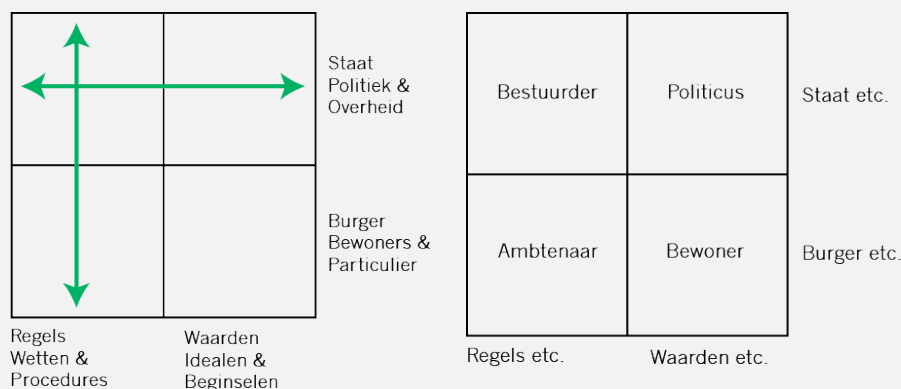 Staat
Politiek &
Overheid
Burger
Bewoners &
Particulier
Regels
Wetten &
Procedures
Waarden
Idealen &
Beginselen
Bestuurder
Politicus
Staat etc.
Ambtenaar
Bewoner
Burger etc.
Regels etc.
Waarden etc.